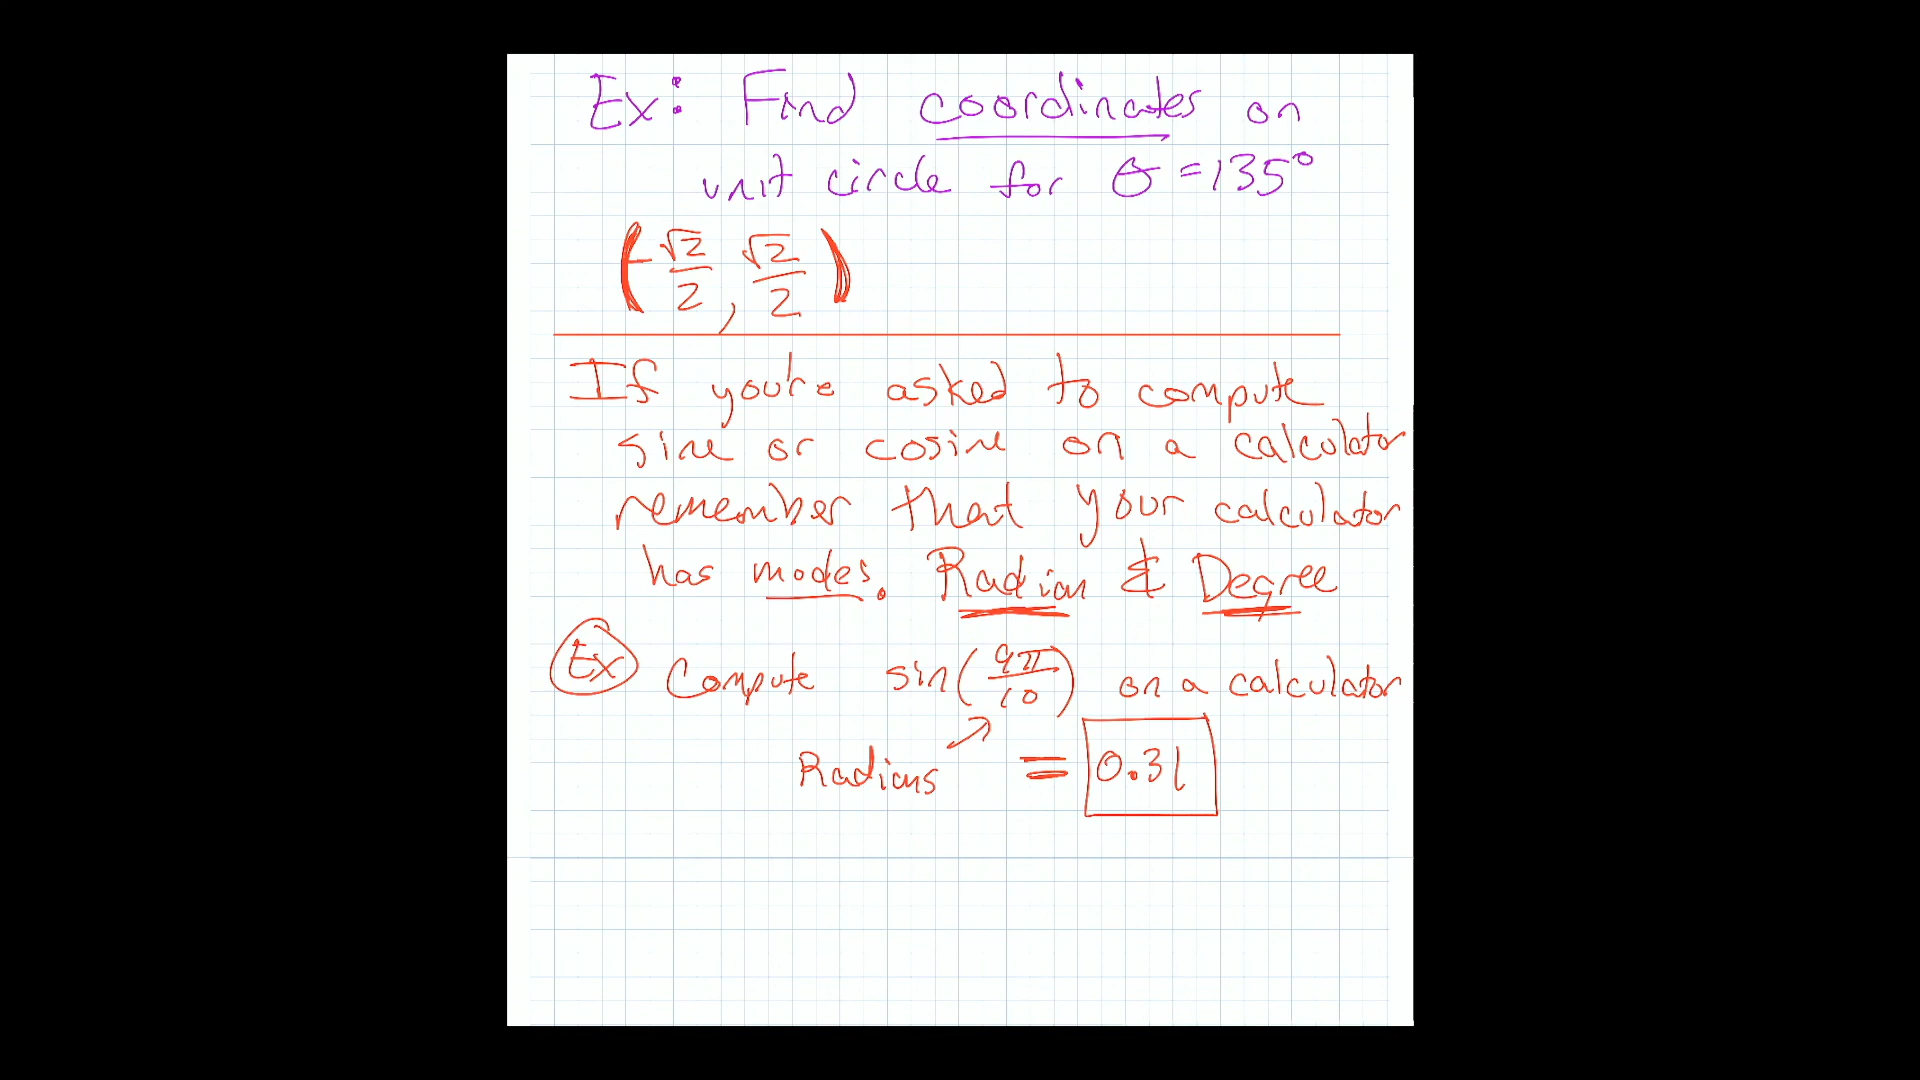 Ex: Find coordinates on
unit circle for θ = 135°
(-√2/2, √2/2)
If you're asked to compute
sine or cosine on a calculator
remember that your calculator
has modes. Radian & Degree
Ex Compute sin(9π/10) on a calculator
Radians = 0.31